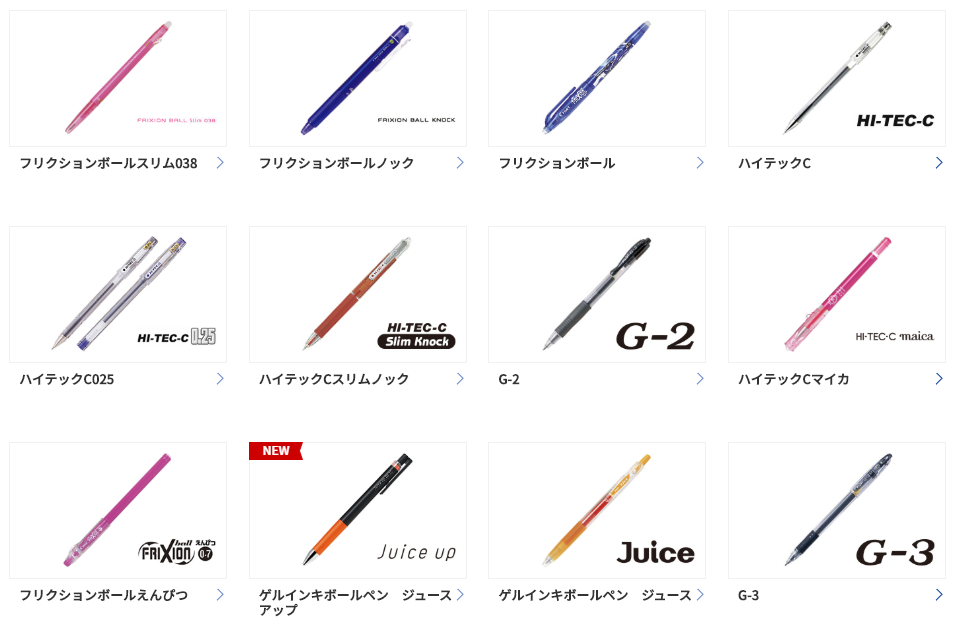 FRIXION BALL Slim 038
フリクションボールスリム038
FRIXION BALL KNOCK
フリクションボールノック
フリクションボール
HI-TEC-C
ハイテックC
HI-TEC-C 0.25
ハイテックC025
HI-TEC-C
Slim Knock
ハイテックCスリムノック
G-2
G-2
HI-TEC-C maica
ハイテックCマイカ
ball えんぴつ
FRIXION 0.7
フリクションボールえんぴつ
NEW
Juice up
ゲルインキボールペン　ジュース
アップ
Juice
ゲルインキボールペン　ジュース
G-3
G-3